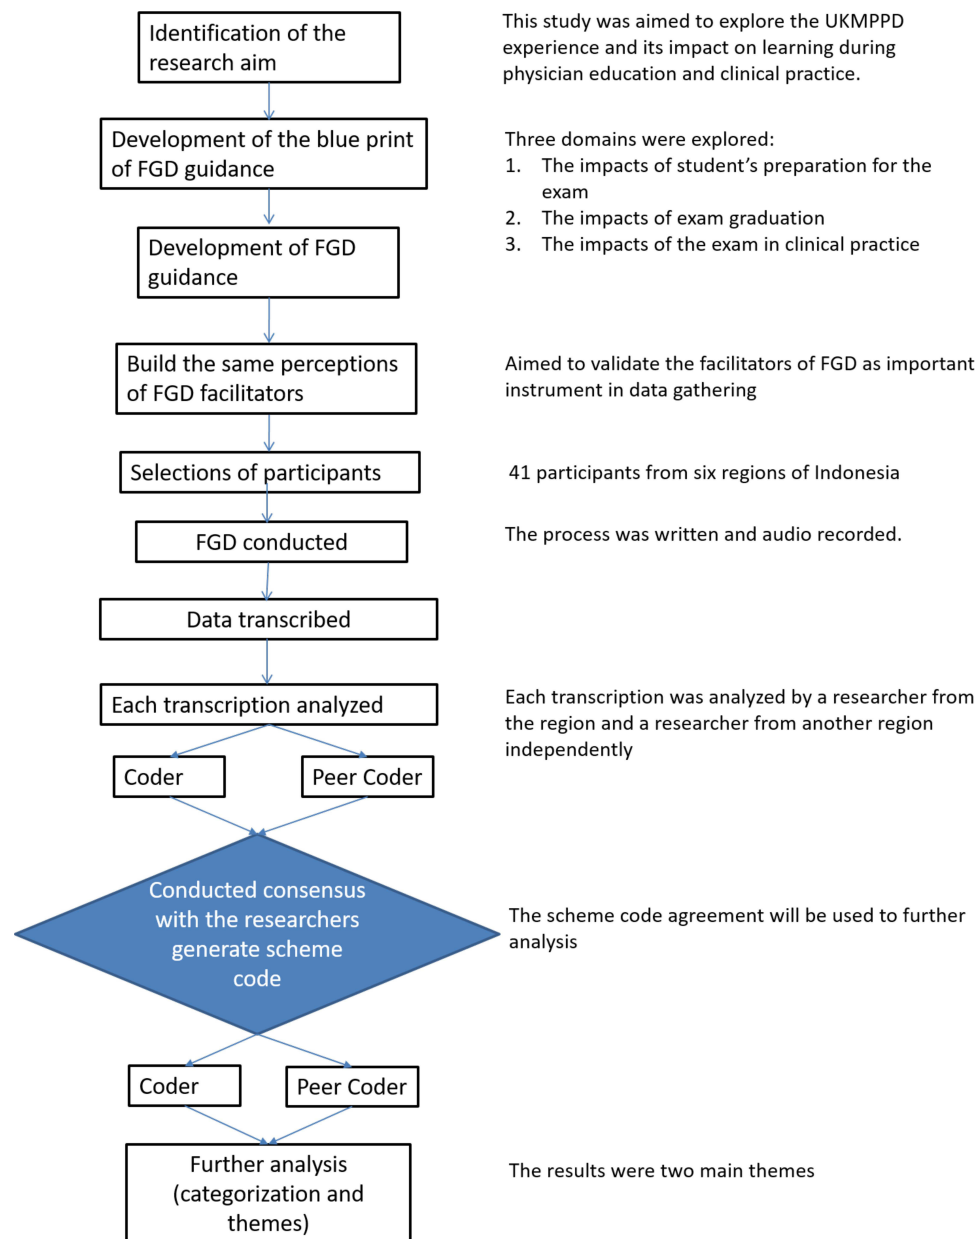 Identification of the
research aim
This study was aimed to explore the UKMPPD
experience and its impact on learning during
physician education and clinical practice.
Development of the blue print
of FGD guidance
Three domains were explored:
1. The impacts of student’s preparation for the
exam
2. The impacts of exam graduation
3. The impacts of the exam in clinical practice
Development of FGD
guidance
Build the same perceptions
of FGD facilitators
Aimed to validate the facilitators of FGD as important
instrument in data gathering
Selections of participants
41 participants from six regions of Indonesia
FGD conducted
The process was written and audio recorded.
Data transcribed
Each transcription analyzed
Each transcription was analyzed by a researcher from
the region and a researcher from another region
independently
Coder
Peer Coder
Conducted consensus
with the researchers
generate scheme
code
The scheme code agreement will be used to further
analysis
Coder
Peer Coder
Further analysis
(categorization and
themes)
The results were two main themes